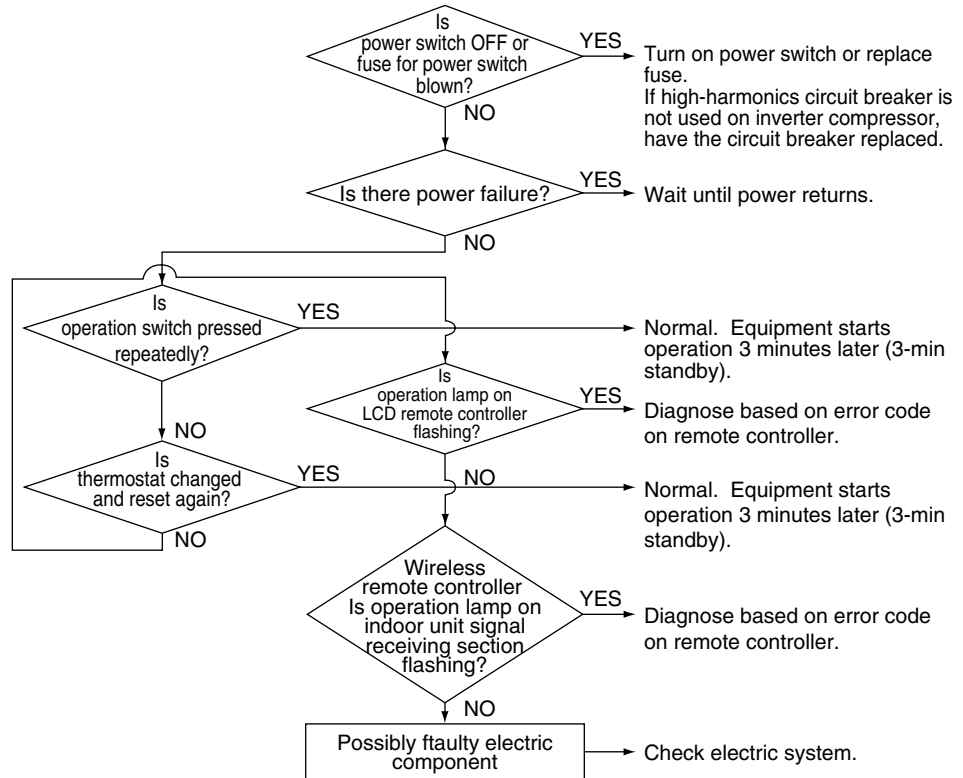 Is
power switch OFF or
fuse for power switch
blown?
YES
Turn on power switch or replace
fuse.
If high-harmonics circuit breaker is
not used on inverter compressor,
have the circuit breaker replaced.
NO
Is there power failure?
YES
Wait until power returns.
NO
Is
operation switch pressed
repeatedly?
YES
Normal. Equipment starts
operation 3 minutes later (3-min
standby).
NO
Is
operation lamp on
LCD remote controller
flashing?
YES
Diagnose based on error code
on remote controller.
NO
Is
thermostat changed
and reset again?
YES
Normal. Equipment starts
operation 3 minutes later (3-min
standby).
NO
Wireless
remote controller
Is operation lamp on
indoor unit signal
receiving section
flashing?
YES
Diagnose based on error code
on remote controller.
NO
Possibly ftaulty electric
component
Check electric system.